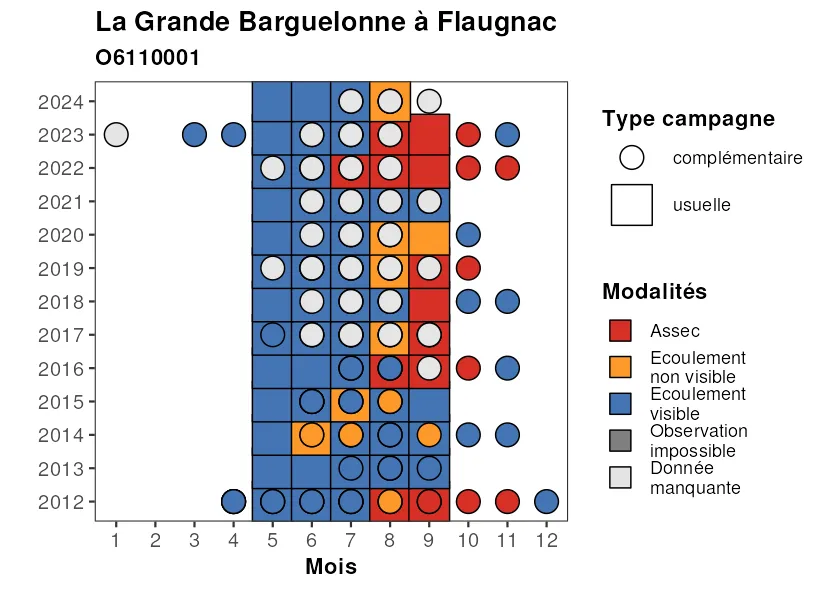 La Grande Barguelonne à Flaugnac
O6110001
2024
2023
2022
2021
2020
2019
2018
2017
2016
2015
2014
2013
2012
1 2 3 4 5 6 7 8 9 10 11 12
Mois
Type campagne
complémentaire
usuelle
Modalités
Assec
Ecoulement
non visible
Ecoulement
visible
Observation
impossible
Donnée
manquante